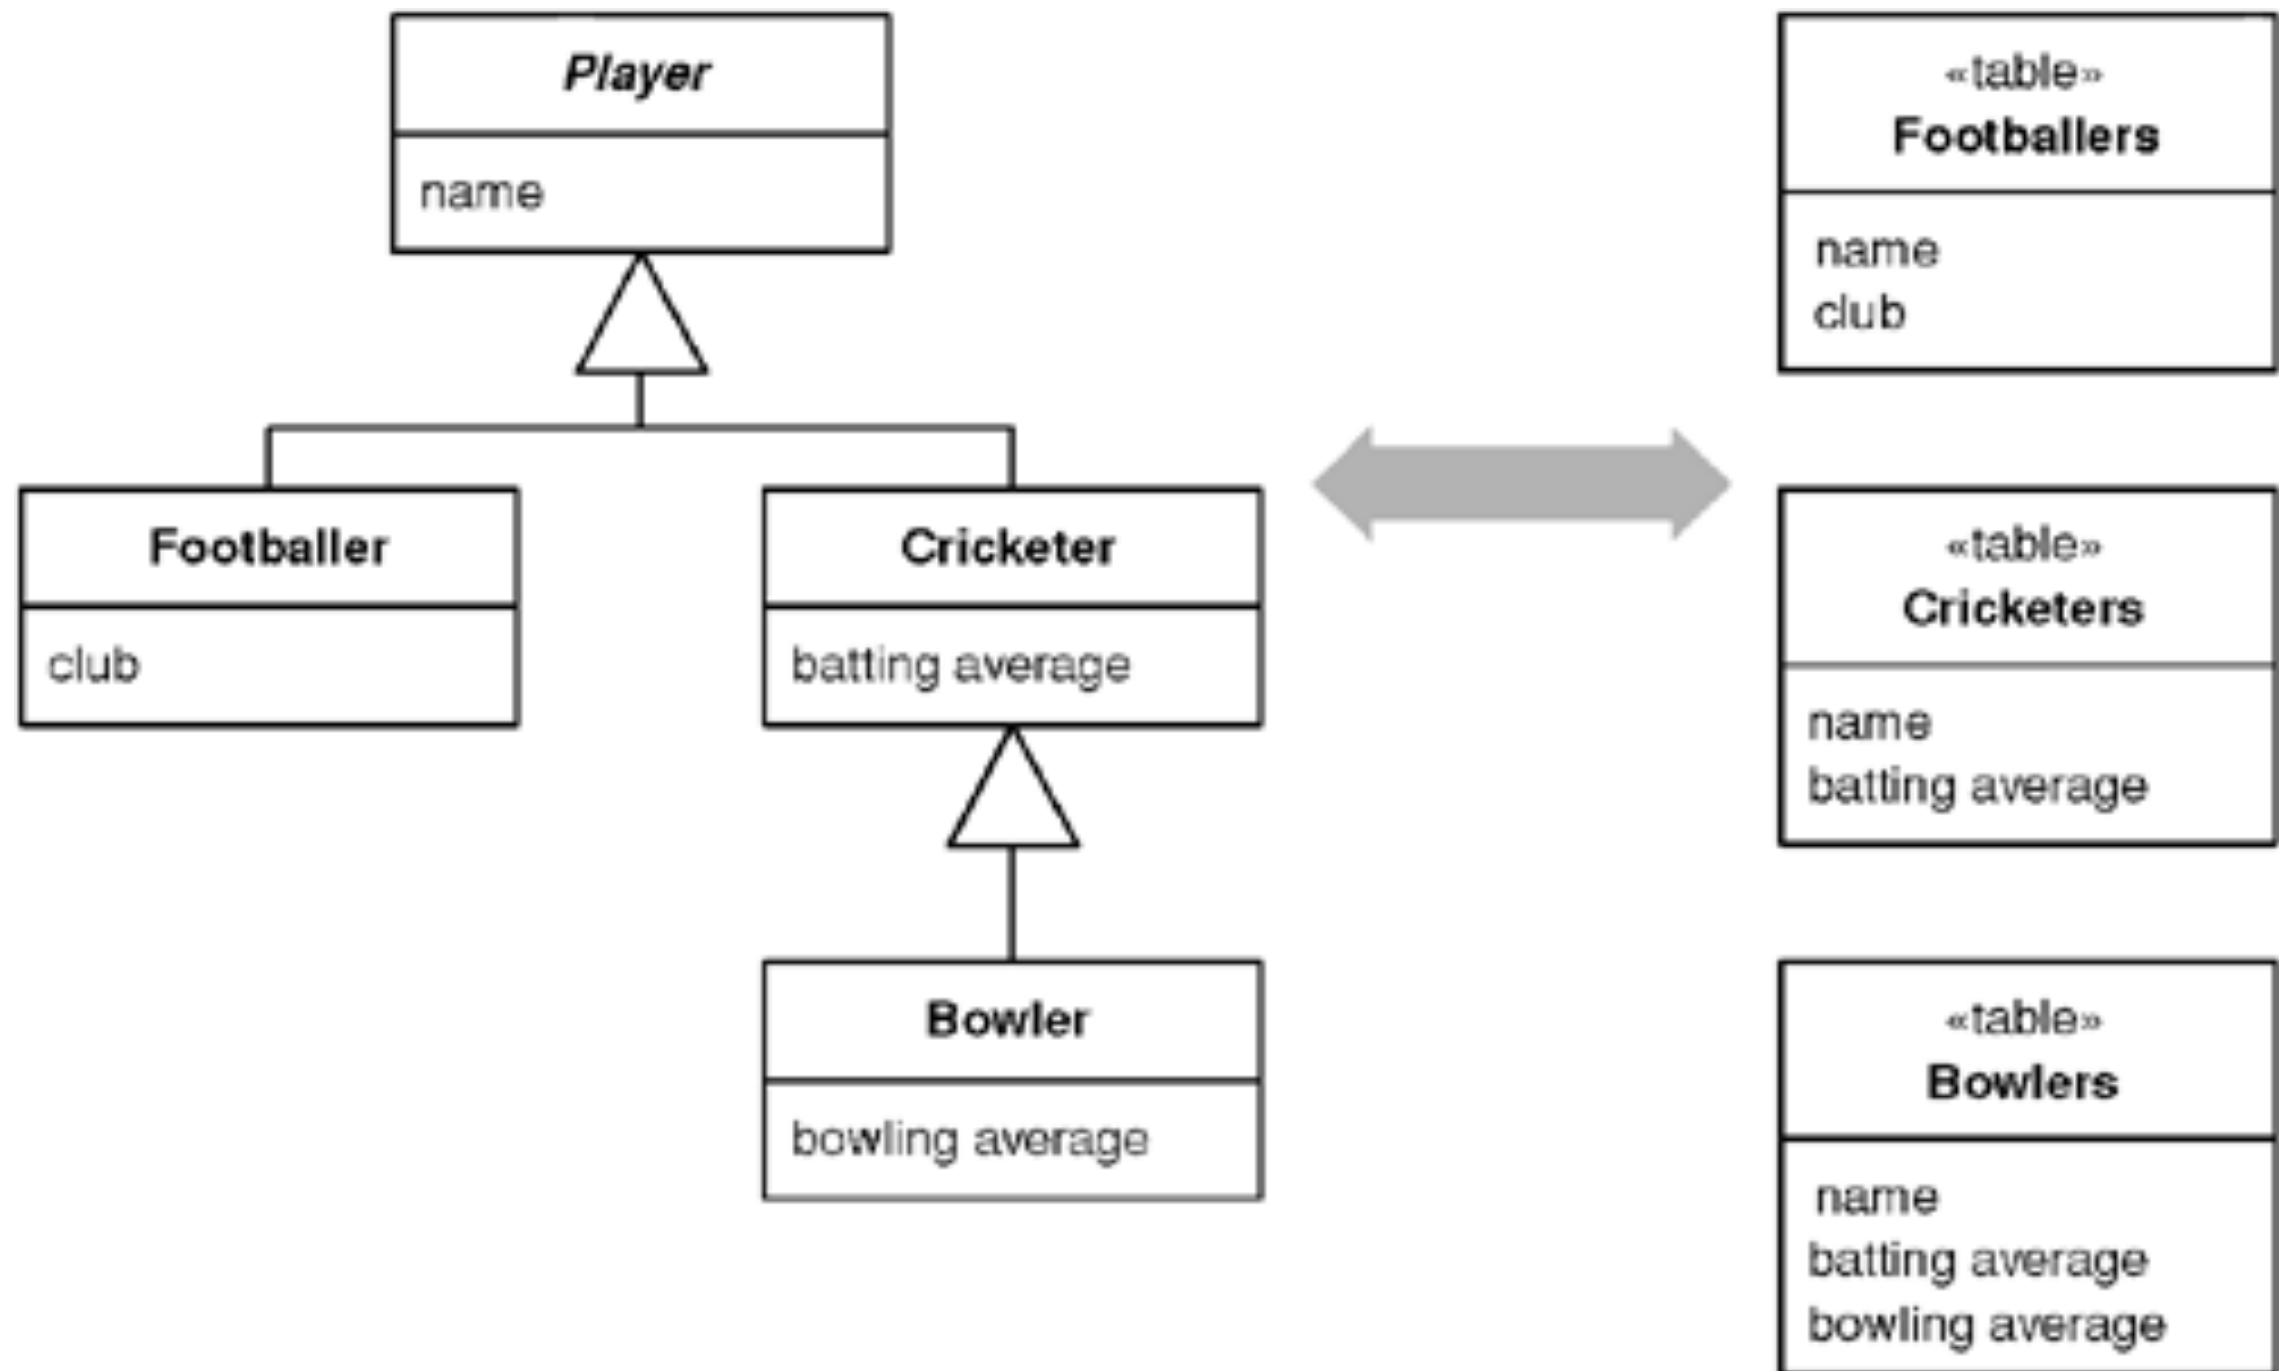 Player
name
Footballer
club
Cricketer
batting average
Bowler
bowling average
«table»
Footballers
name
club
«table»
Cricketers
name
batting average
«table»
Bowlers
name
batting average
bowling average